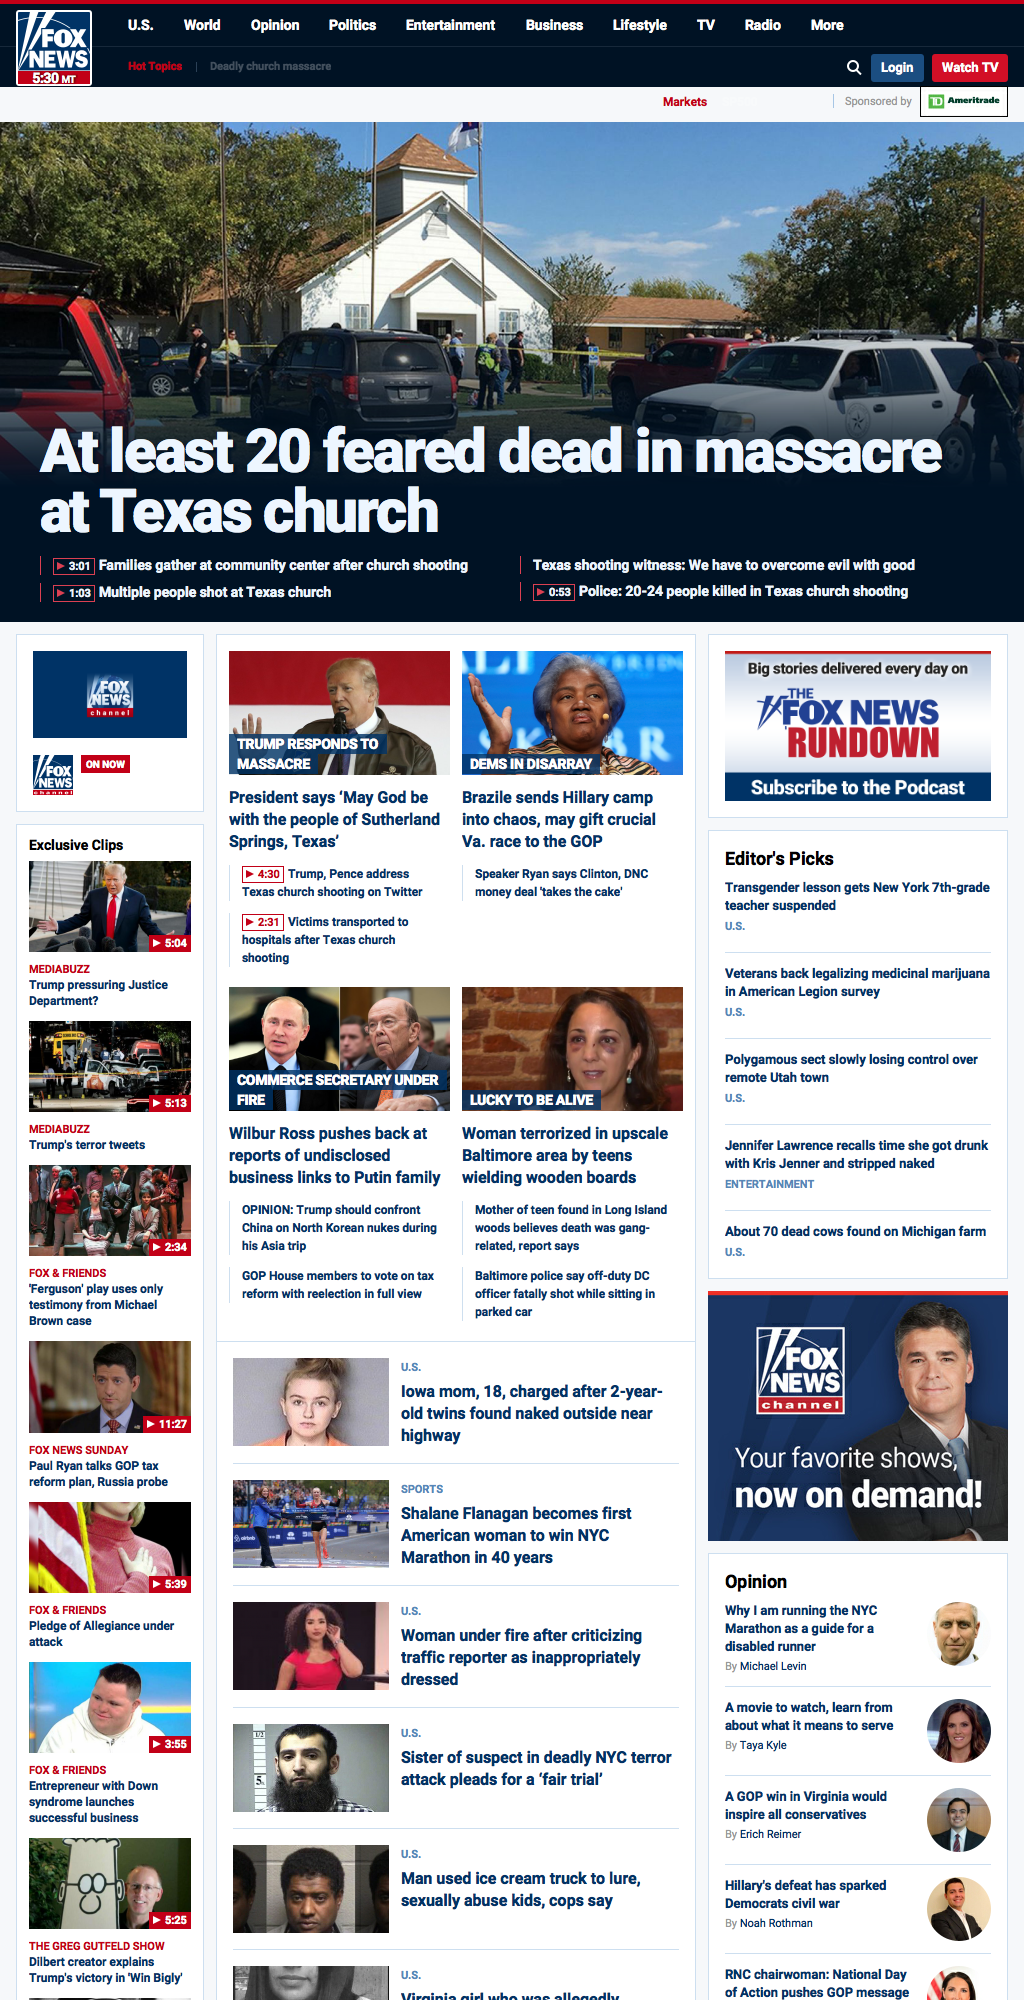 U.S. World Opinion Politics Entertainment Business Lifestyle TV Radio More
FOX
NEWS
5:30 MT
Hot Topics Deadly church massacre
Login Watch TV
Markets Sponsored by TD Ameritrade
At least 20 feared dead in massacre
at Texas church
3:01 Families gather at community center after church shooting
1:03 Multiple people shot at Texas church
Texas shooting witness: We have to overcome evil with good
0:53 Police: 20-24 people killed in Texas church shooting
FOX
NEWS
channel
FOX
NEWS
channel
ON NOW
Exclusive Clips
5:04
MEDIABUZZ
Trump pressuring Justice
Department?
5:13
MEDIABUZZ
Trump's terror tweets
2:34
FOX & FRIENDS
'Ferguson' play uses only
testimony from Michael
Brown case
11:27
FOX NEWS SUNDAY
Paul Ryan talks GOP tax
reform plan, Russia probe
5:39
FOX & FRIENDS
Pledge of Allegiance under
attack
3:55
FOX & FRIENDS
Entrepreneur with Down
syndrome launches
successful business
5:25
THE GREG GUTFELD SHOW
Dilbert creator explains
Trump's victory in 'Win Bigly'
TRUMP RESPONDS TO
MASSACRE
President says ‘May God be
with the people of Sutherland
Springs, Texas’
4:30 Trump, Pence address
Texas church shooting on Twitter
2:31 Victims transported to
hospitals after Texas church
shooting
DEMS IN DISARRAY
Brazile sends Hillary camp
into chaos, may gift crucial
Va. race to the GOP
Speaker Ryan says Clinton, DNC
money deal 'takes the cake'
COMMERCE SECRETARY UNDER
FIRE
Wilbur Ross pushes back at
reports of undisclosed
business links to Putin family
OPINION: Trump should confront
China on North Korean nukes during
his Asia trip
GOP House members to vote on tax
reform with reelection in full view
LUCKY TO BE ALIVE
Woman terrorized in upscale
Baltimore area by teens
wielding wooden boards
Mother of teen found in Long Island
woods believes death was gang-
related, report says
Baltimore police say off-duty DC
officer fatally shot while sitting in
parked car
U.S.
Iowa mom, 18, charged after 2-year-
old twins found naked outside near
highway
airbnb
SPORTS
Shalane Flanagan becomes first
American woman to win NYC
Marathon in 40 years
U.S.
Woman under fire after criticizing
traffic reporter as inappropriately
dressed
U.S.
Sister of suspect in deadly NYC terror
attack pleads for a ‘fair trial’
U.S.
Man used ice cream truck to lure,
sexually abuse kids, cops say
U.S.
Virginia girl who was allegedly
Big stories delivered every day on
THE
FOX NEWS
RUNDOWN
Subscribe to the Podcast
Editor's Picks
Transgender lesson gets New York 7th-grade
teacher suspended
U.S.
Veterans back legalizing medicinal marijuana
in American Legion survey
U.S.
Polygamous sect slowly losing control over
remote Utah town
U.S.
Jennifer Lawrence recalls time she got drunk
with Kris Jenner and stripped naked
ENTERTAINMENT
About 70 dead cows found on Michigan farm
U.S.
FOX
NEWS
channel
Your favorite shows,
now on demand!
Opinion
Why I am running the NYC
Marathon as a guide for a
disabled runner
By Michael Levin
A movie to watch, learn from
about what it means to serve
By Taya Kyle
A GOP win in Virginia would
inspire all conservatives
By Erich Reimer
Hillary's defeat has sparked
Democrats civil war
By Noah Rothman
RNC chairwoman: National Day
of Action pushes GOP message